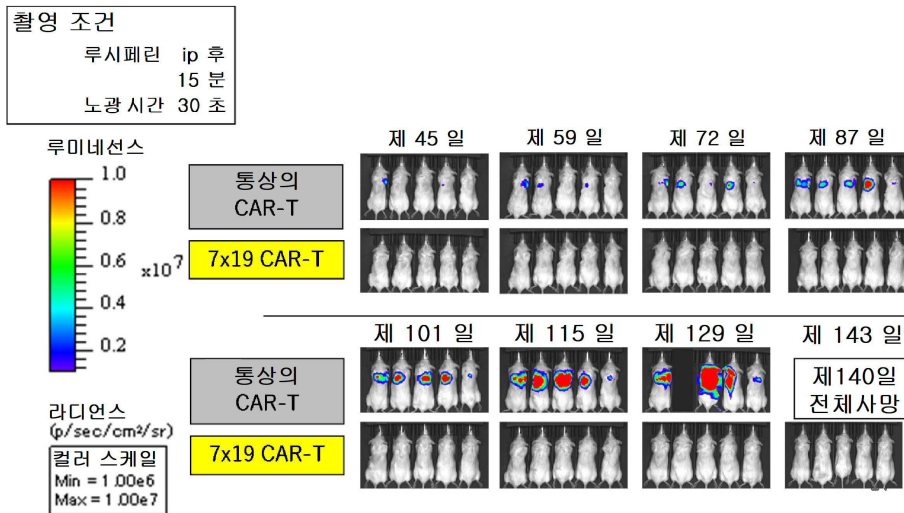 촬영 조건
루시페린 ip 후
15 분
노광 시간 30 초
루미네선스
1.0
0.8
0.6
x10⁷
0.4
0.2
라디언스
(p/sec/cm²/sr)
컬러 스케일
Min = 1.00e6
Max = 1.00e7
제 45 일
제 59 일
제 72 일
제 87 일
통상의
CAR-T
7x19 CAR-T
제 101 일
제 115 일
제 129 일
제 143 일
통상의
CAR-T
제140일
전체사망
7x19 CAR-T